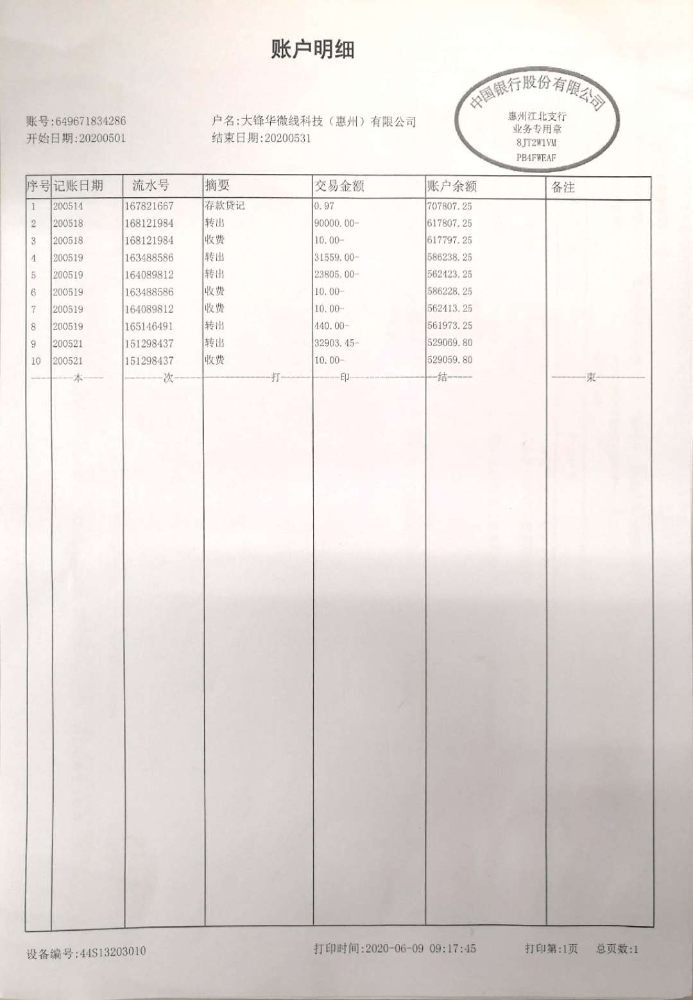 账户明细
中国银行股份有限公司
惠州江北支行
业务专用章
8JT2W1VM
PB4FWEAF
账号:649671834286 户名:大锋华微线科技（惠州）有限公司
开始日期:20200501 结束日期:20200531
序号 记账日期 流水号 摘要 交易金额 账户余额 备注
1 200514 167821667 存款贷记 0.97 707807.25
2 200518 168121984 转出 90000.00- 617807.25
3 200518 168121984 收费 10.00- 617797.25
4 200519 163488586 转出 31559.00- 586238.25
5 200519 164089812 转出 23805.00- 562423.25
6 200519 163488586 收费 10.00- 586228.25
7 200519 164089812 收费 10.00- 562413.25
8 200519 165146491 转出 440.00- 561973.25
9 200521 151298437 转出 32903.45- 529069.80
10 200521 151298437 收费 10.00- 529059.80
---------本---- -------次--------------------打-----------印--------------------结----- -------束----------
设备编号:44S13203010 打印时间:2020-06-09 09:17:45 打印第:1页 总页数:1